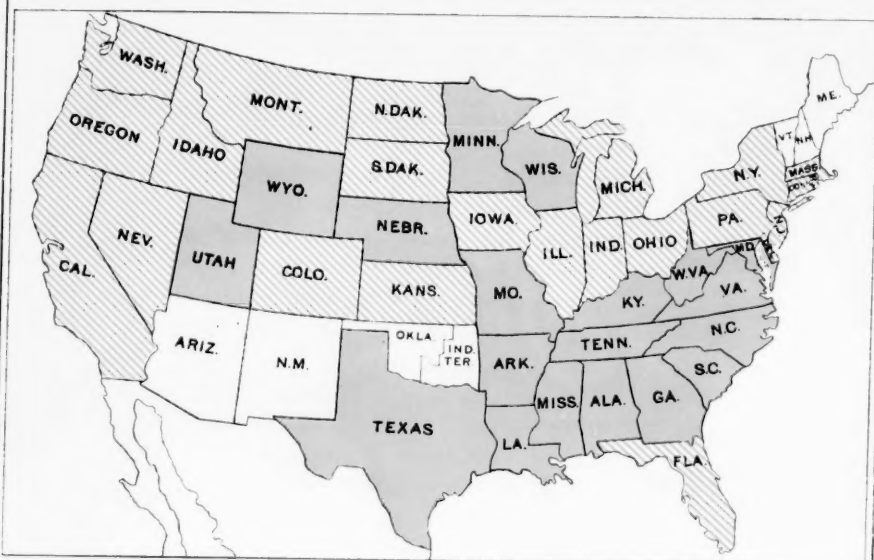 WASH.
MONT.
N.DAK.
MINN.
ME.
OREGON
IDAHO
VT.
N.H.
WIS.
S.DAK.
WYO.
MICH.
N.Y.
MASS.
CONN.
IOWA
NEBR.
PA.
NEV.
UTAH
ILL.
IND.
OHIO
N.J.
MD.
CAL.
COLO.
KANS.
MO.
W.VA.
VA.
KY.
OKLA.
IND.
TER
N.C.
TENN.
ARIZ.
N.M.
ARK.
S.C.
MISS.
ALA.
GA.
TEXAS
LA.
FLA.